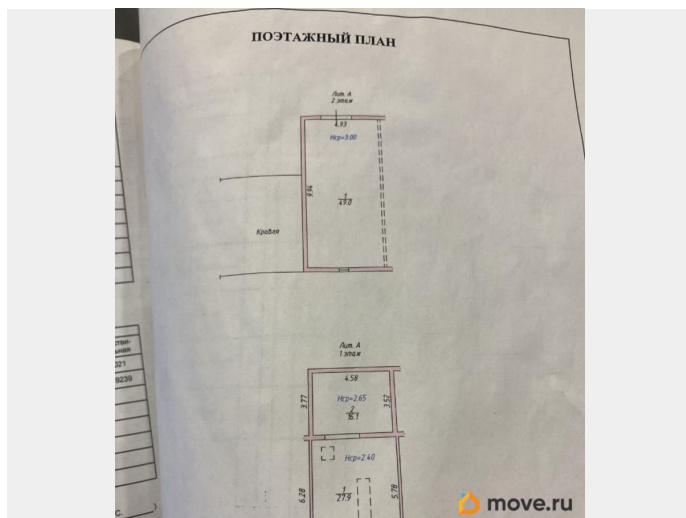 ПОЭТАЖНЫЙ ПЛАН
Лит. А
2 этаж
4.93
Нср=3.00
9.94
1
49.0
Кровля
Лит. А
1 этаж
4.58
3.77
Нср=2.65
3.52
2
16.1
Нср=2.40
6.28
1
27.9
5.78
021
9239
С.
move.ru